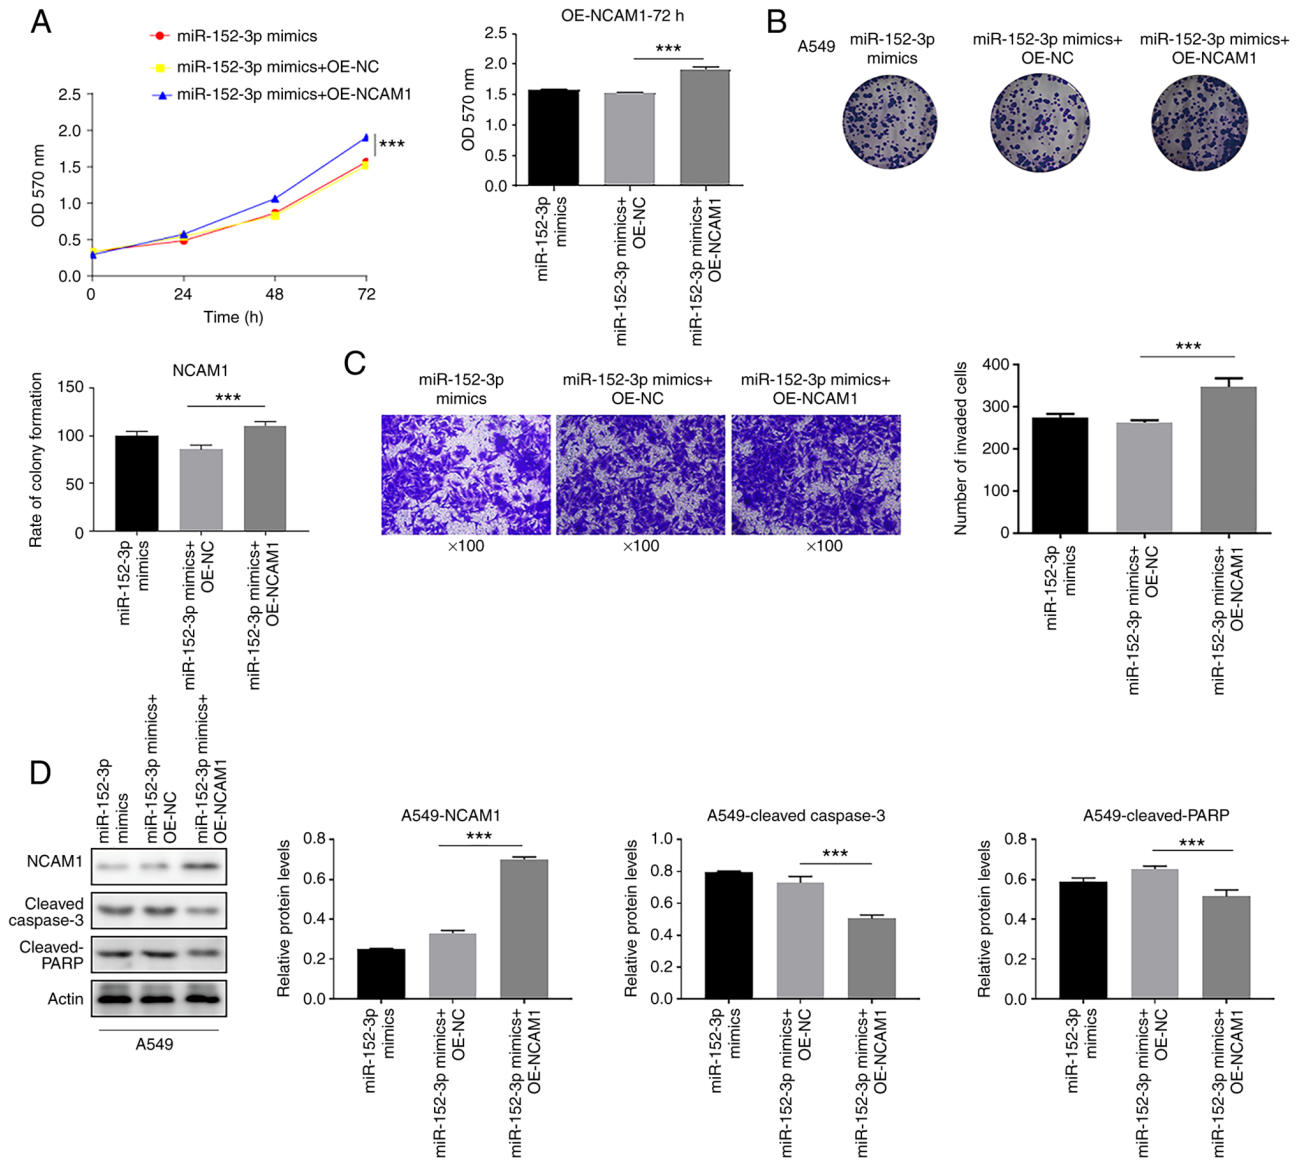 A
miR-152-3p mimics
miR-152-3p mimics+OE-NC
miR-152-3p mimics+OE-NCAM1
2.5
2.0
1.5
1.0
0.5
0.0
OD 570 nm
***
0
24
48
72
Time (h)
OE-NCAM1-72 h
2.5
2.0
1.5
1.0
0.5
0.0
OD 570 nm
***
miR-152-3p
mimics
miR-152-3p mimics+
OE-NC
miR-152-3p mimics+
OE-NCAM1
B
A549
miR-152-3p
mimics
miR-152-3p mimics+
OE-NC
miR-152-3p mimics+
OE-NCAM1
NCAM1
150
100
50
0
Rate of colony formation
***
miR-152-3p
mimics
miR-152-3p mimics+
OE-NC
miR-152-3p mimics+
OE-NCAM1
C
miR-152-3p
mimics
miR-152-3p mimics+
OE-NC
miR-152-3p mimics+
OE-NCAM1
×100
×100
×100
400
300
200
100
0
Number of invaded cells
***
miR-152-3p
mimics
miR-152-3p mimics+
OE-NC
miR-152-3p mimics+
OE-NCAM1
D
miR-152-3p
mimics
miR-152-3p mimics+
OE-NC
miR-152-3p mimics+
OE-NCAM1
NCAM1
Cleaved
caspase-3
Cleaved-
PARP
Actin
A549
A549-NCAM1
0.8
0.6
0.4
0.2
0.0
Relative protein levels
***
miR-152-3p
mimics
miR-152-3p mimics+
OE-NC
miR-152-3p mimics+
OE-NCAM1
A549-cleaved caspase-3
1.0
0.8
0.6
0.4
0.2
0.0
Relative protein levels
***
miR-152-3p
mimics
miR-152-3p mimics+
OE-NC
miR-152-3p mimics+
OE-NCAM1
A549-cleaved-PARP
0.8
0.6
0.4
0.2
0.0
Relative protein levels
***
miR-152-3p
mimics
miR-152-3p mimics+
OE-NC
miR-152-3p mimics+
OE-NCAM1